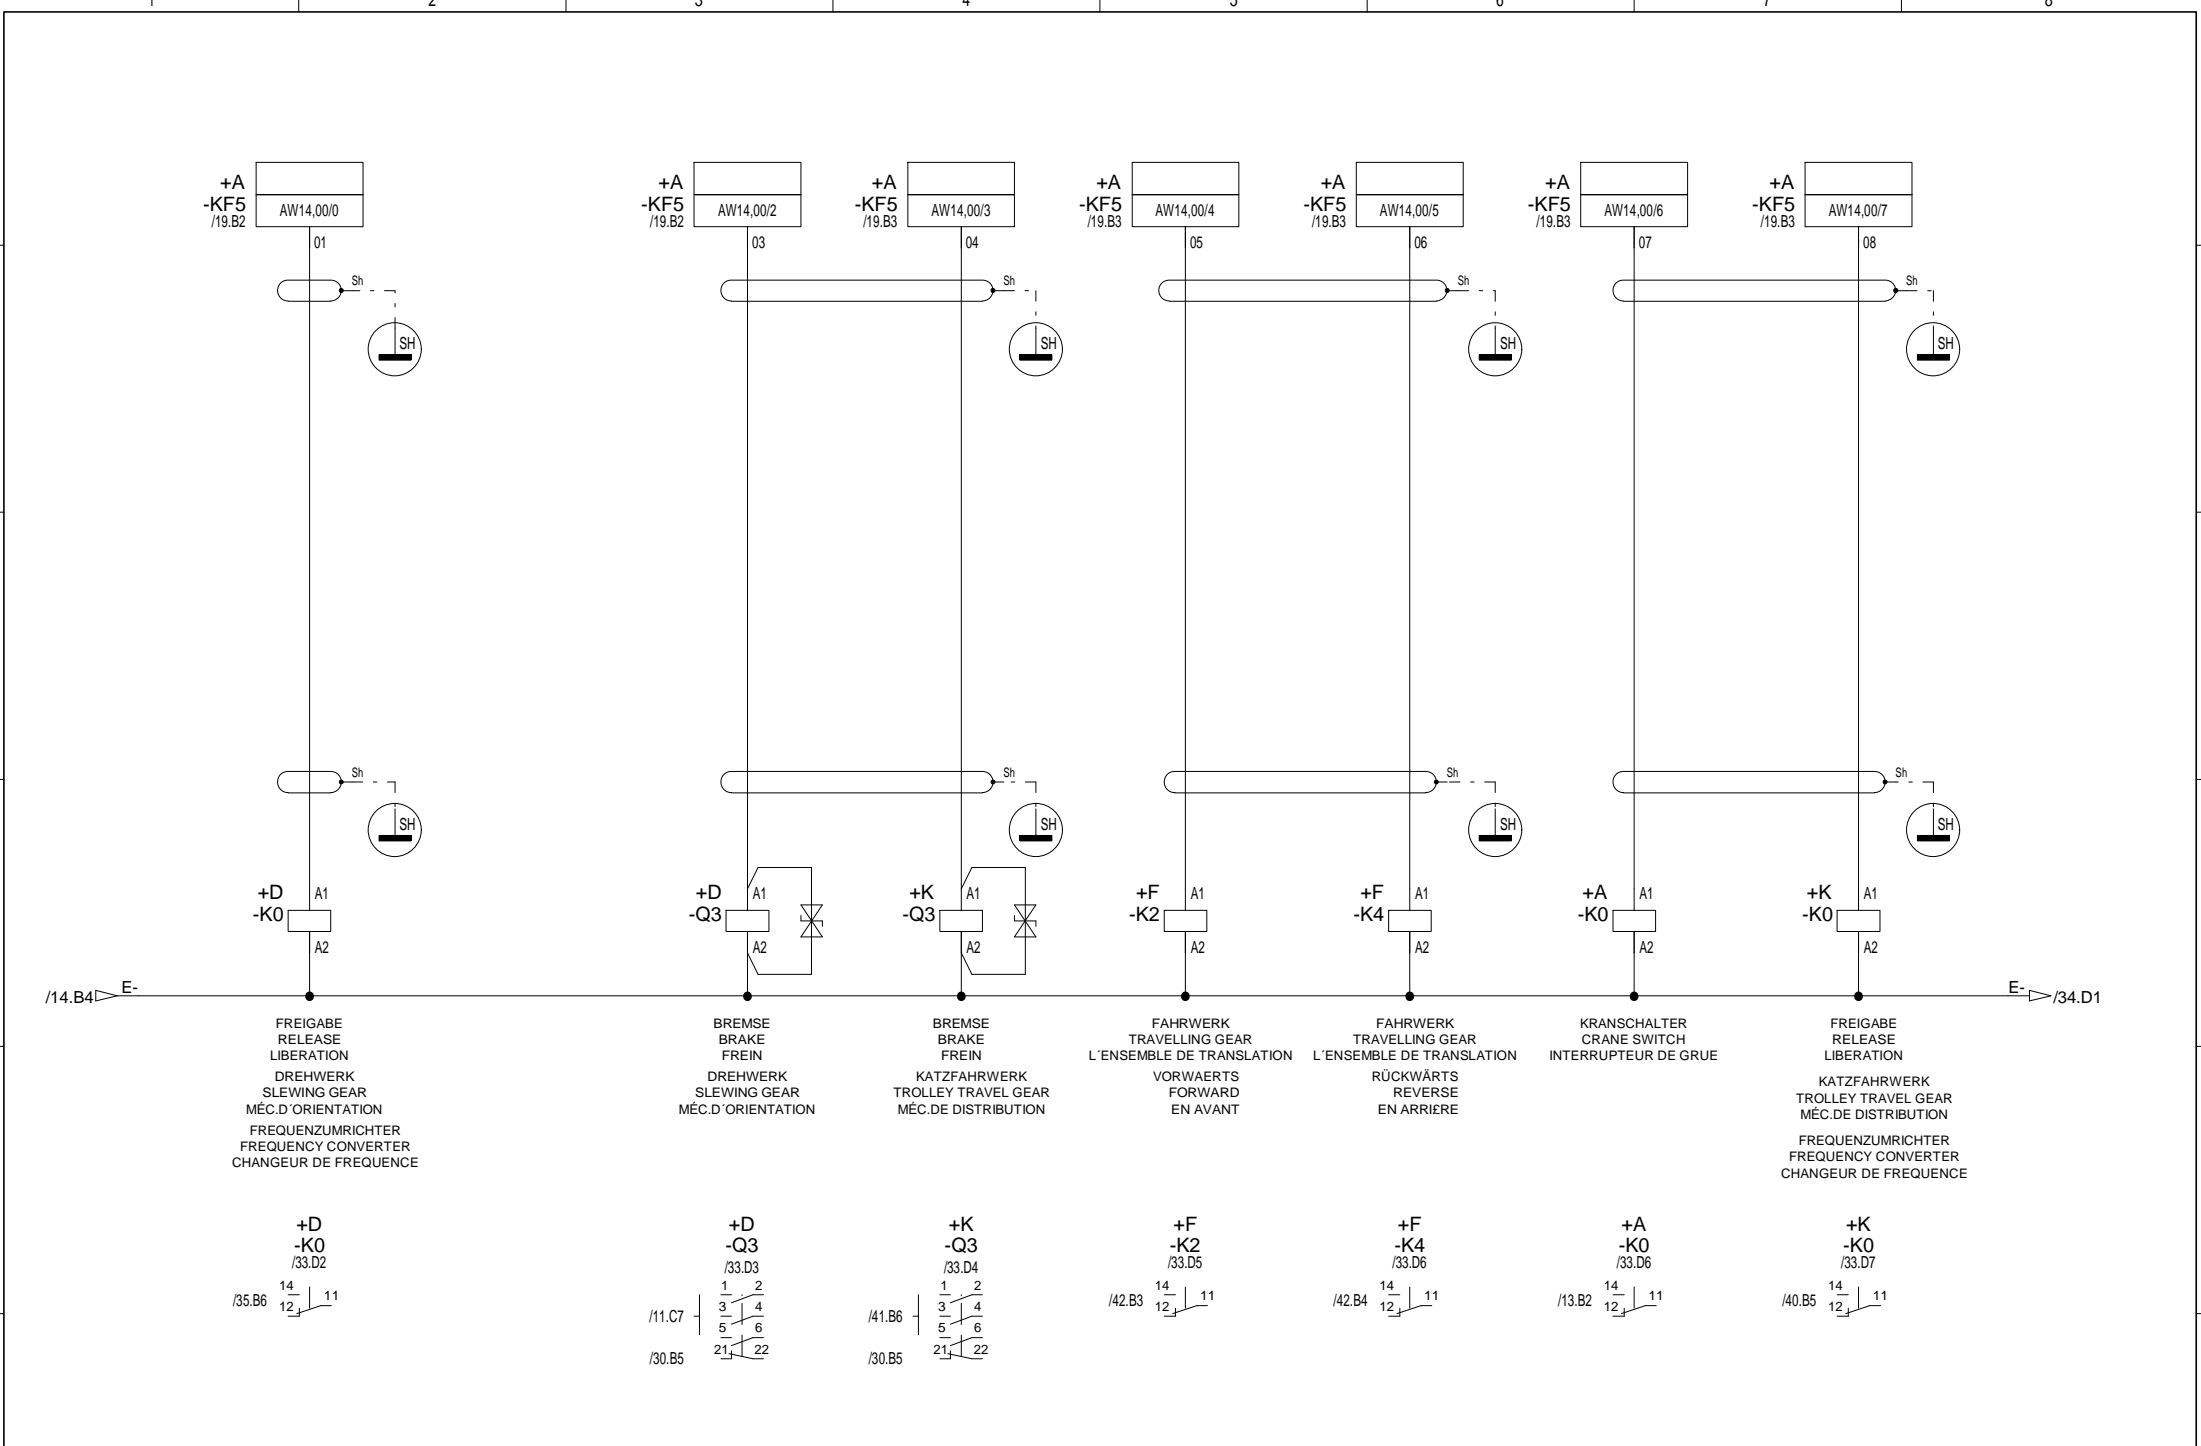 2 3 4 5 6 7 8
+A
-KF5
/19.B2
AW14,00/0
01
+A
-KF5
/19.B2
AW14,00/2
03
+A
-KF5
/19.B3
AW14,00/3
04
+A
-KF5
/19.B3
AW14,00/4
05
+A
-KF5
/19.B3
AW14,00/5
06
+A
-KF5
/19.B3
AW14,00/6
07
+A
-KF5
/19.B3
AW14,00/7
08
Sh Sh Sh Sh
SH SH SH SH
Sh Sh Sh Sh
SH SH SH SH
+D
-K0
A1
A2
+D
-Q3
A1
A2
+K
-Q3
A1
A2
+F
-K2
A1
A2
+F
-K4
A1
A2
+A
-K0
A1
A2
+K
-K0
A1
A2
/14.B4 E- E- /34.D1
FREIGABE
RELEASE
LIBERATION
DREHWERK
SLEWING GEAR
MÉC.D´ORIENTATION
FREQUENZUMRICHTER
FREQUENCY CONVERTER
CHANGEUR DE FREQUENCE
BREMSE
BRAKE
FREIN
DREHWERK
SLEWING GEAR
MÉC.D´ORIENTATION
BREMSE
BRAKE
FREIN
KATZFAHRWERK
TROLLEY TRAVEL GEAR
MÉC.DE DISTRIBUTION
FAHRWERK
TRAVELLING GEAR
L´ENSEMBLE DE TRANSLATION
VORWAERTS
FORWARD
EN AVANT
FAHRWERK
TRAVELLING GEAR
L´ENSEMBLE DE TRANSLATION
RÜCKWÄRTS
REVERSE
EN ARRI£RE
KRANSCHALTER
CRANE SWITCH
INTERRUPTEUR DE GRUE
FREIGABE
RELEASE
LIBERATION
KATZFAHRWERK
TROLLEY TRAVEL GEAR
MÉC.DE DISTRIBUTION
FREQUENZUMRICHTER
FREQUENCY CONVERTER
CHANGEUR DE FREQUENCE
+D
-K0
/33.D2
/35.B6
14
12
11
+D
-Q3
/33.D3
1 2
/11.C7 3 4
5 6
/30.B5 21 22
+K
-Q3
/33.D4
1 2
/41.B6 3 4
5 6
/30.B5 21 22
+F
-K2
/33.D5
/42.B3
14
12
11
+F
-K4
/33.D6
/42.B4
14
12
11
+A
-K0
/33.D6
/13.B2
14
12
11
+K
-K0
/33.D7
/40.B5
14
12
11